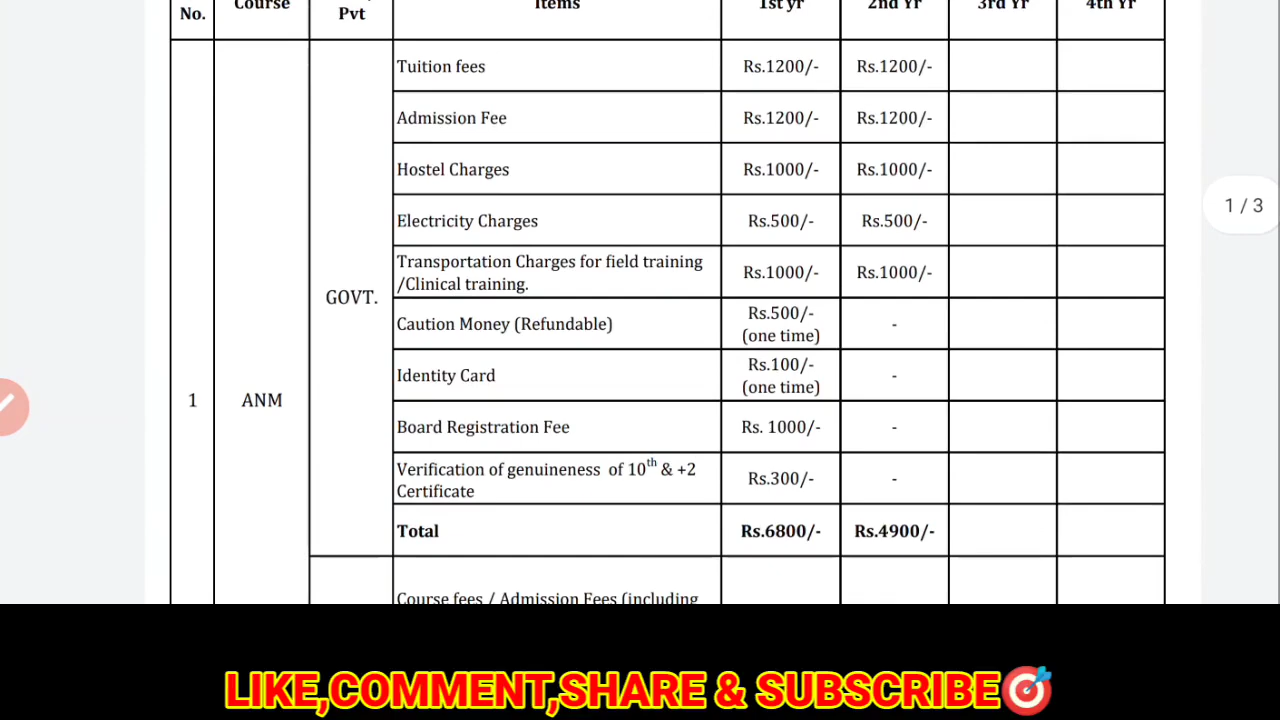 No. Course Pvt Items 1st yr 2nd Yr 3rd Yr 4th Yr
Tuition fees Rs.1200/- Rs.1200/-
Admission Fee Rs.1200/- Rs.1200/-
Hostel Charges Rs.1000/- Rs.1000/-
Electricity Charges Rs.500/- Rs.500/-
Transportation Charges for field training
/Clinical training. Rs.1000/- Rs.1000/-
1 / 3
GOVT.
Caution Money (Refundable) Rs.500/-
(one time) -
Identity Card Rs.100/-
(one time) -
1 ANM
Board Registration Fee Rs. 1000/- -
Verification of genuineness of 10th & +2
Certificate Rs.300/- -
Total Rs.6800/- Rs.4900/-
Course fees / Admission Fees (including
LIKE,COMMENT,SHARE & SUBSCRIBE🎯